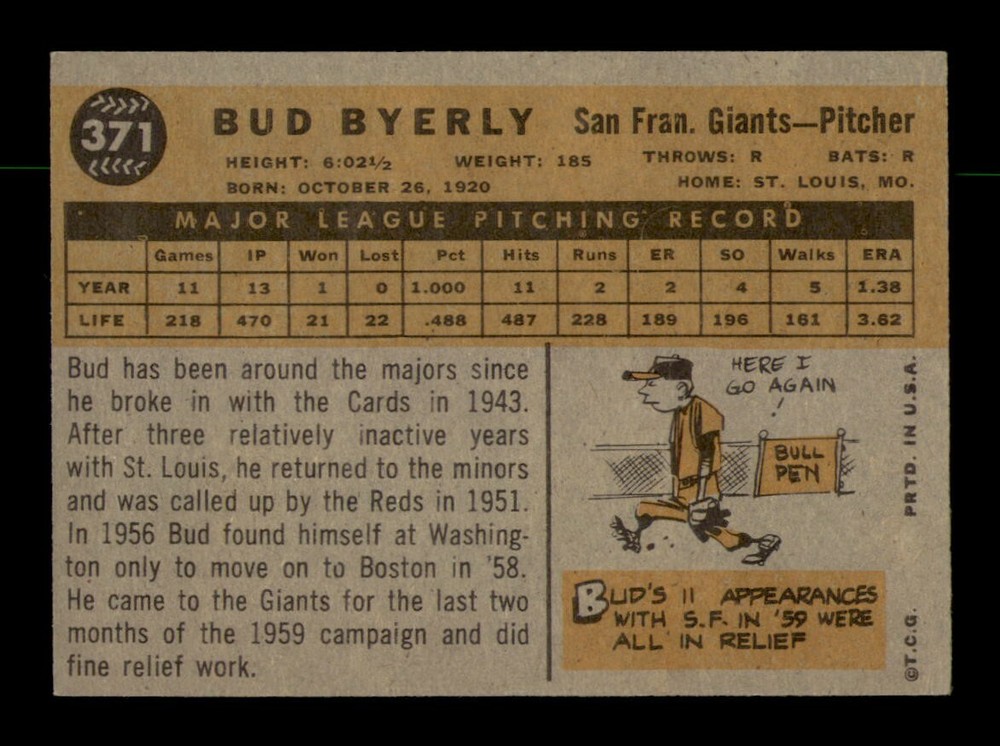 371
BUD BYERLY San Fran. Giants—Pitcher
HEIGHT: 6:02½ WEIGHT: 185 THROWS: R BATS: R
BORN: OCTOBER 26, 1920 HOME: ST. LOUIS, MO.
MAJOR LEAGUE PITCHING RECORD
Games IP Won Lost Pct Hits Runs ER SO Walks ERA
YEAR 11 13 1 0 1.000 11 2 2 4 5 1.38
LIFE 218 470 21 22 .488 487 228 189 196 161 3.62
Bud has been around the majors since
he broke in with the Cards in 1943.
After three relatively inactive years
with St. Louis, he returned to the minors
and was called up by the Reds in 1951.
In 1956 Bud found himself at Washing-
ton only to move on to Boston in '58.
He came to the Giants for the last two
months of the 1959 campaign and did
fine relief work.
HERE I
GO AGAIN
!
BULL
PEN
BUD'S 11 APPEARANCES
WITH S.F. IN '59 WERE
ALL IN RELIEF
PRTD. IN U.S.A.
©T.C.G.